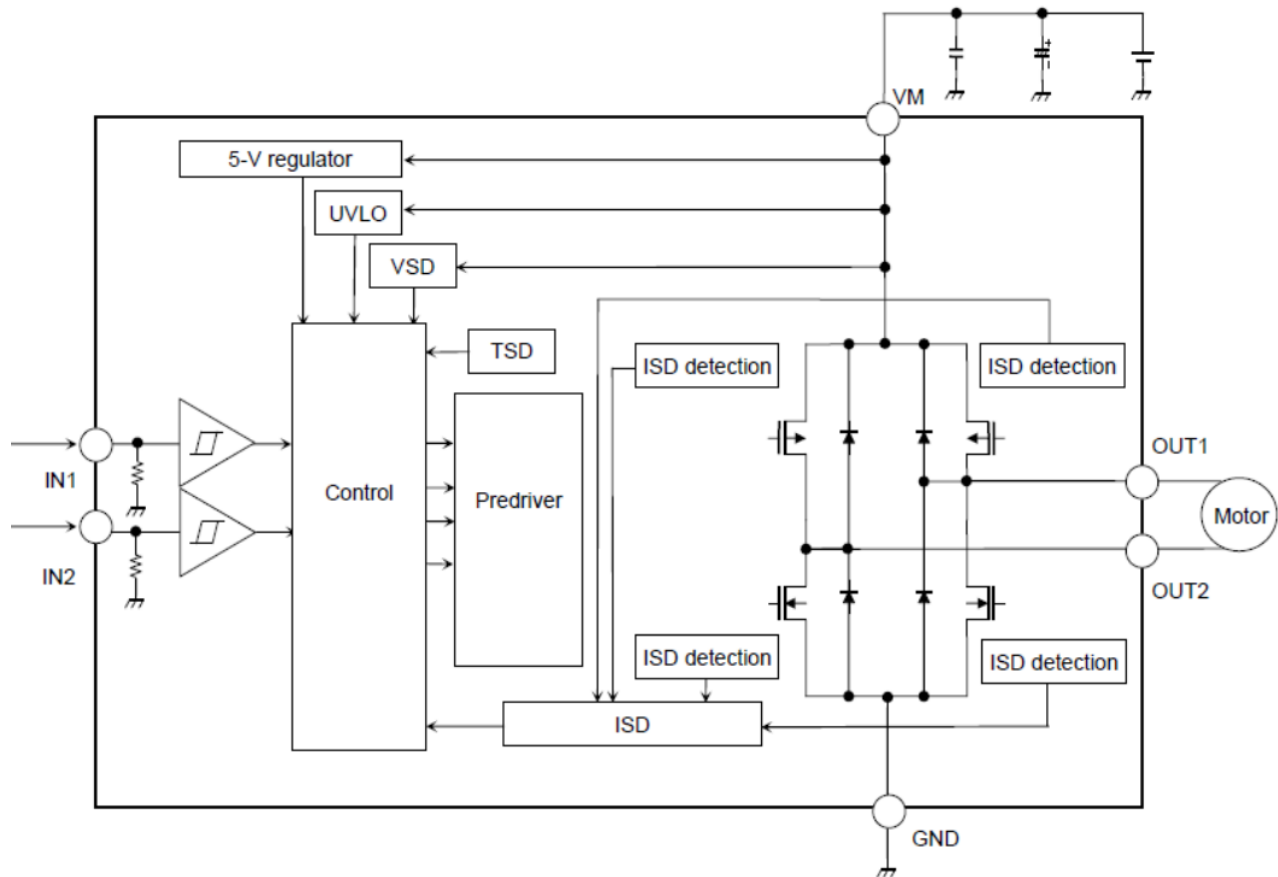 VM
5-V regulator
UVLO
VSD
TSD
ISD detection
ISD detection
IN1
Control
Predriver
OUT1
Motor
IN2
OUT2
ISD detection
ISD detection
ISD
GND